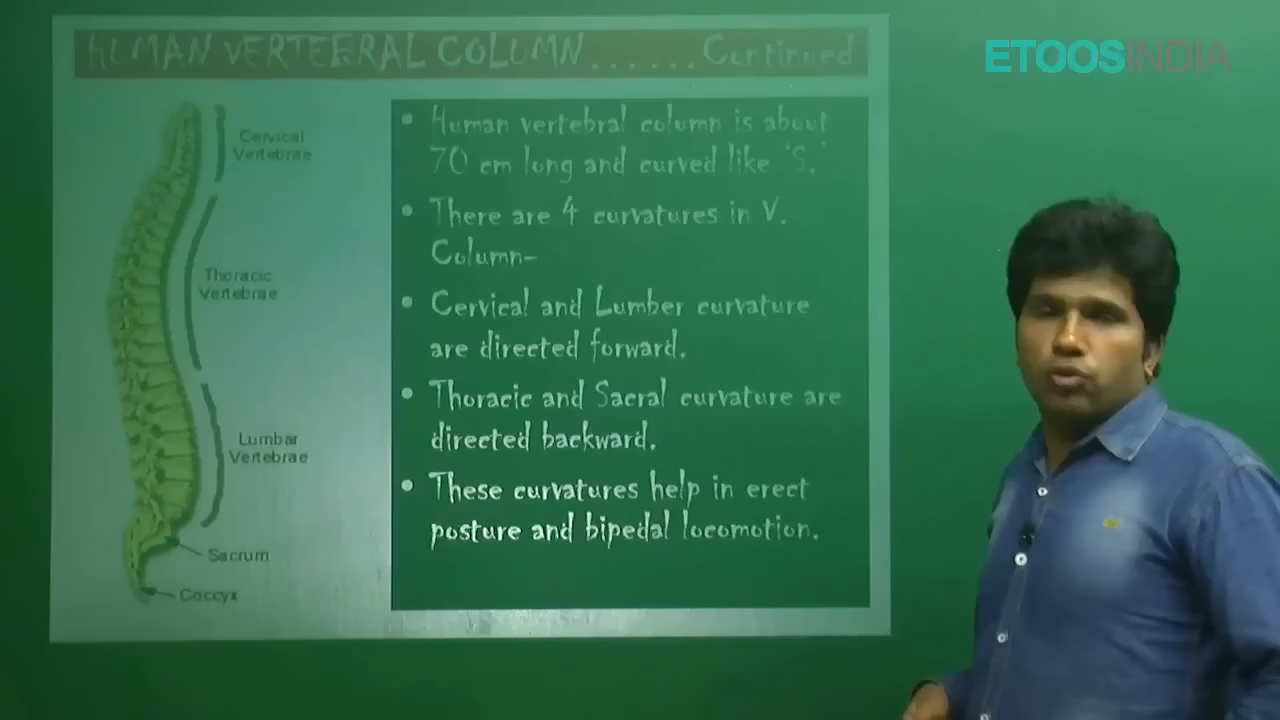 HUMAN VERTEBRAL COLUMN......Continued
ETOOSINDIA
Cervical
Vertebrae
Thoracic
Vertebrae
Lumbar
Vertebrae
Sacrum
Coccyx
• Human vertebral column is about
70 cm long and curved like 'S.'
• There are 4 curvatures in V.
Column-
• Cervical and Lumber curvature
are directed forward.
• Thoracic and Sacral curvature are
directed backward.
• These curvatures help in erect
posture and bipedal locomotion.